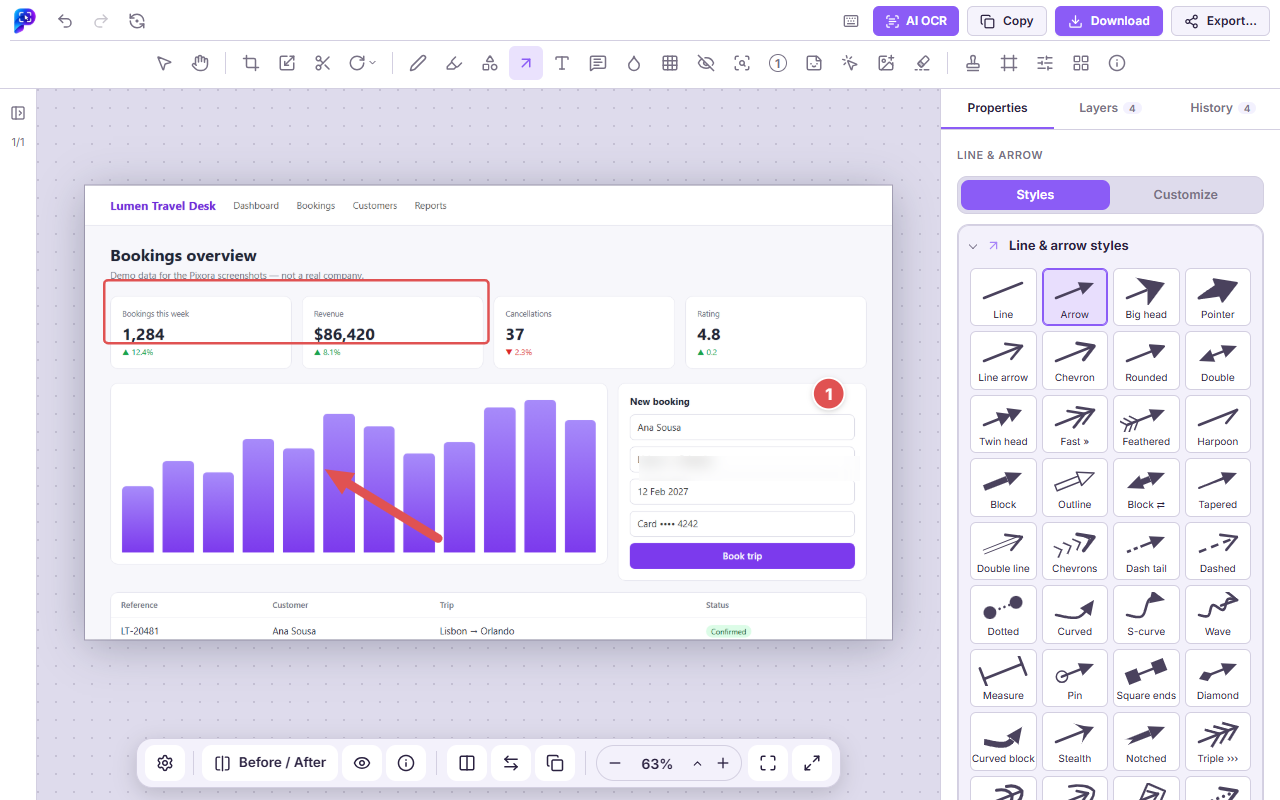 AI OCR
Copy
Download
Export...
1
Properties
Layers 4
History 4
1/1
LINE & ARROW
Styles
Customize
Line & arrow styles
Line
Arrow
Big head
Pointer
Line arrow
Chevron
Rounded
Double
Twin head
Fast »
Feathered
Harpoon
Block
Outline
Block ⇄
Tapered
Double line
Chevrons
Dash tail
Dashed
Dotted
Curved
S-curve
Wave
Measure
Pin
Square ends
Diamond
Curved block
Stealth
Notched
Triple ›››
Lumen Travel Desk
Dashboard
Bookings
Customers
Reports
Bookings overview
Demo data for the Pixora screenshots — not a real company.
Bookings this week
1,284
▲ 12.4%
Revenue
$86,420
▲ 8.1%
Cancellations
37
▼ 2.3%
Rating
4.8
▲ 0.2
New booking
1
Ana Sousa
12 Feb 2027
Card •••• 4242
Book trip
Reference
Customer
Trip
Status
LT-20481
Ana Sousa
Lisbon → Orlando
Confirmed
Before / After
63%